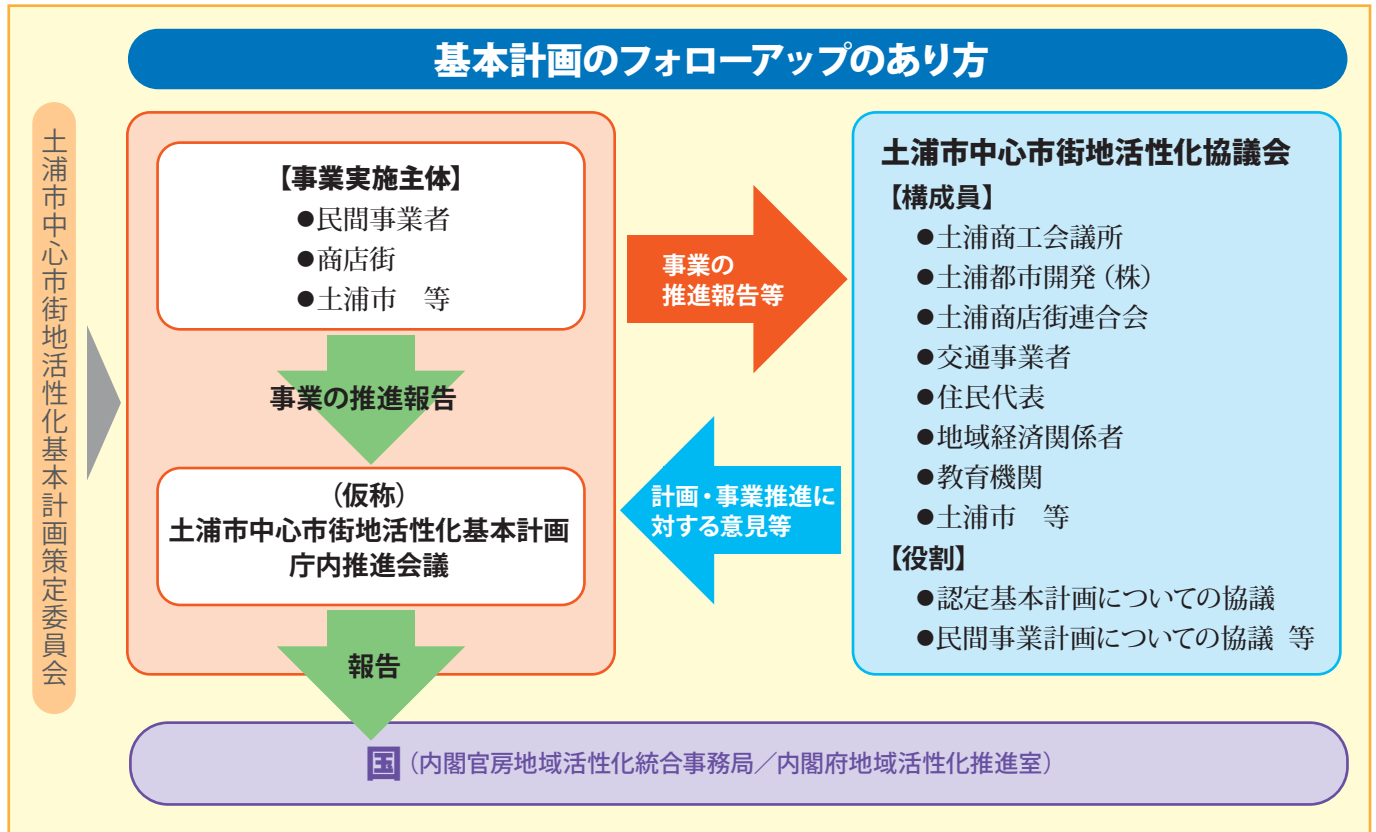 基本計画のフォローアップのあり方
土浦市中心市街地活性化基本計画策定委員会
【事業実施主体】
●民間事業者
●商店街
●土浦市　等
事業の推進報告
（仮称）
土浦市中心市街地活性化基本計画
庁内推進会議
報告
事業の
推進報告等
計画・事業推進に
対する意見等
土浦市中心市街地活性化協議会
【構成員】
●土浦商工会議所
●土浦都市開発（株）
●土浦商店街連合会
●交通事業者
●住民代表
●地域経済関係者
●教育機関
●土浦市　等
【役割】
●認定基本計画についての協議
●民間事業計画についての協議 等
国（内閣官房地域活性化統合事務局／内閣府地域活性化推進室）